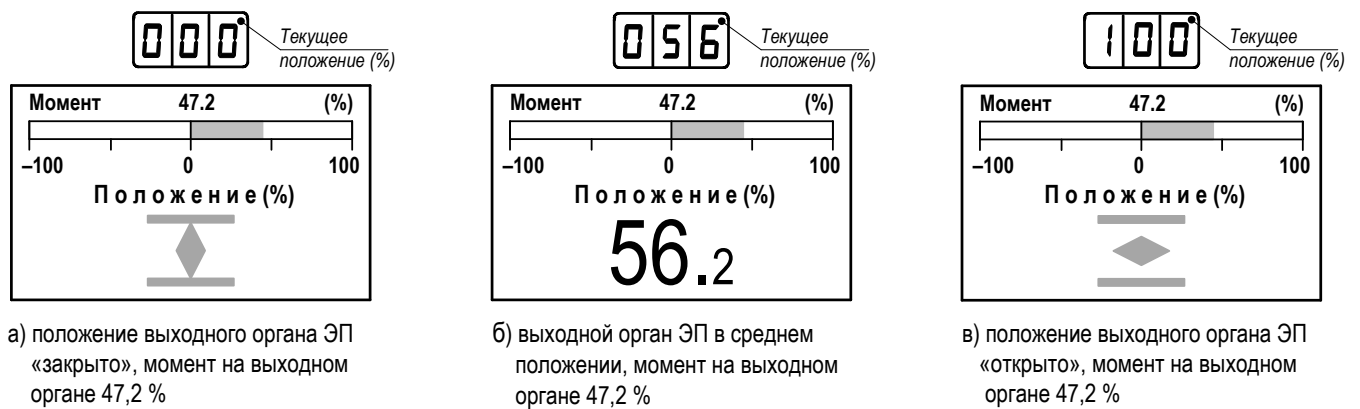 000
Текущее
положение (%)
Момент 47.2 (%)
–100 0 100
Положение (%)
а) положение выходного органа ЭП
«закрыто», момент на выходном
органе 47,2 %
056
Текущее
положение (%)
Момент 47.2 (%)
–100 0 100
Положение (%)
56.2
б) выходной орган ЭП в среднем
положении, момент на выходном
органе 47,2 %
100
Текущее
положение (%)
Момент 47.2 (%)
–100 0 100
Положение (%)
в) положение выходного органа ЭП
«открыто», момент на выходном
органе 47,2 %